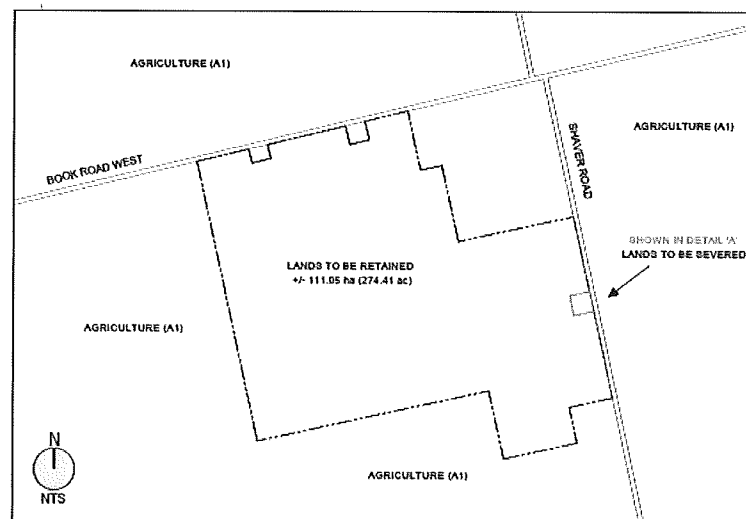 AGRICULTURE (A1)
SHAVER ROAD
AGRICULTURE (A1)
BOOK ROAD WEST
SHOWN IN DETAIL 'A'
LANDS TO BE SEVERED
LANDS TO BE RETAINED
+/- 111.05 ha (274.41 ac)
AGRICULTURE (A1)
AGRICULTURE (A1)
N
NTS